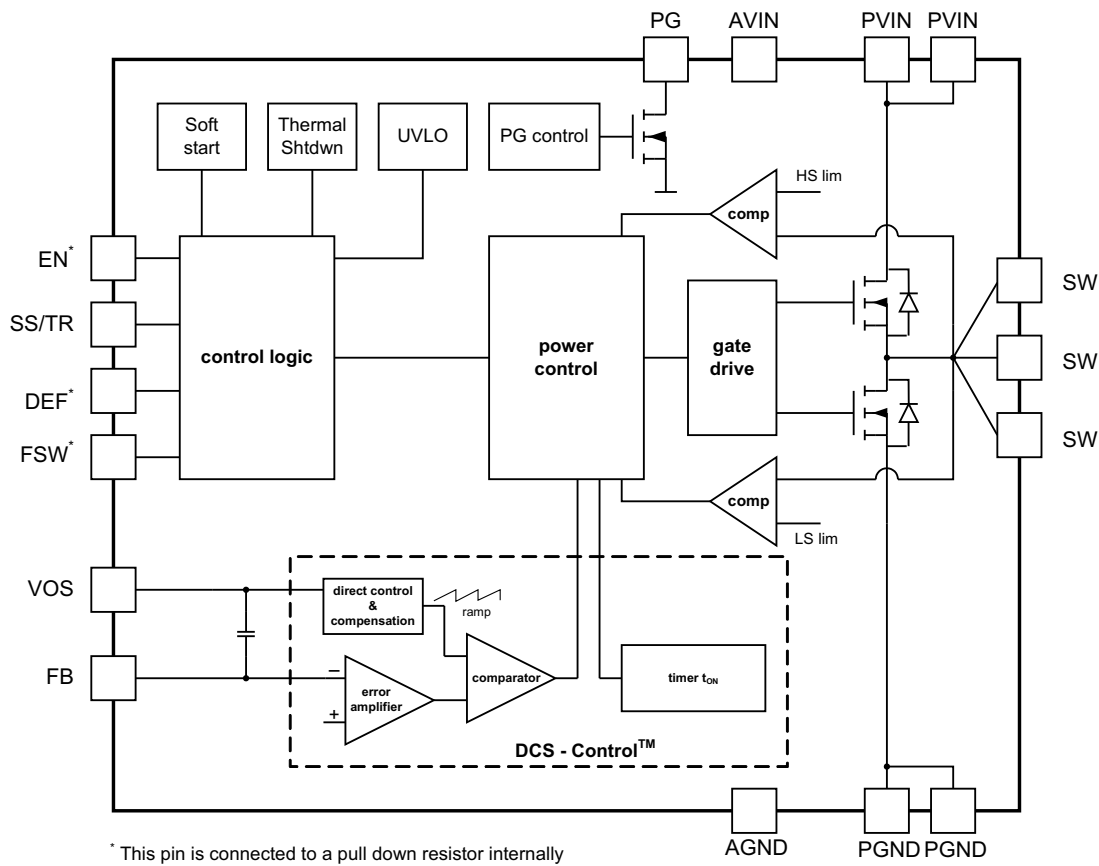 PG AVIN PVIN PVIN
Soft
start
Thermal
Shtdwn
UVLO
PG control
HS lim
comp
EN*
SS/TR
DEF*
FSW*
control logic
power
control
gate
drive
SW
SW
SW
comp
LS lim
VOS
FB
direct control
&
compensation
ramp
–
+
error
amplifier
comparator
timer tON
DCS - Control™
AGND PGND PGND
* This pin is connected to a pull down resistor internally